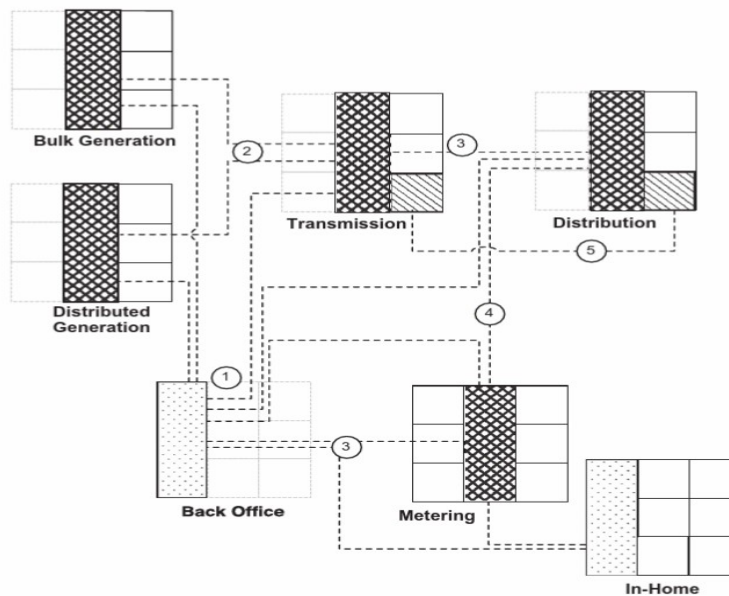 Bulk Generation
2
3
Transmission
Distribution
5
Distributed
Generation
4
1
3
Back Office
Metering
In-Home